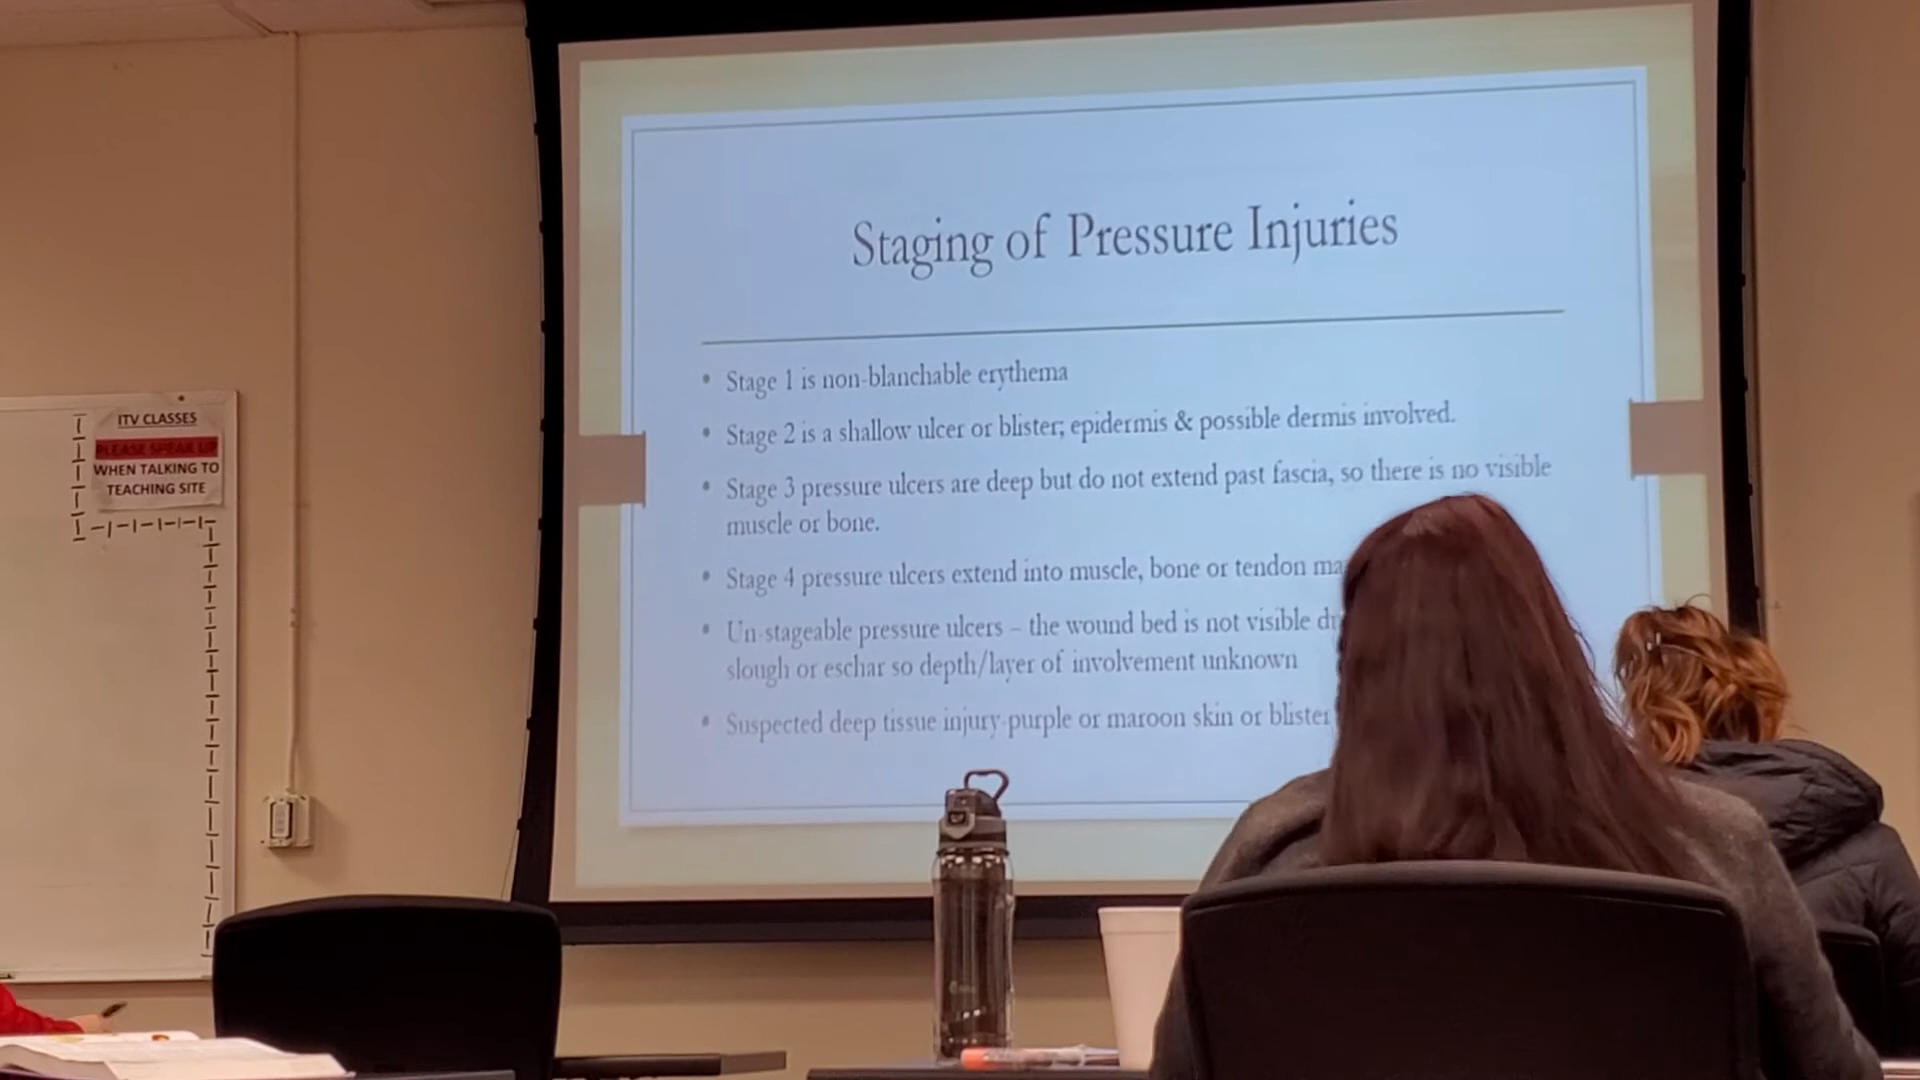 Staging of Pressure Injuries
• Stage 1 is non-blanchable erythema
• Stage 2 is a shallow ulcer or blister; epidermis & possible dermis involved.
• Stage 3 pressure ulcers are deep but do not extend past fascia, so there is no visible
muscle or bone.
• Stage 4 pressure ulcers extend into muscle, bone or tendon
• Un-stageable pressure ulcers – the wound bed is not visible
slough or eschar so depth/layer of involvement unknown
• Suspected deep tissue injury-purple or maroon skin or blister
ITV CLASSES
PLEASE SPEAK UP
WHEN TALKING TO
TEACHING SITE